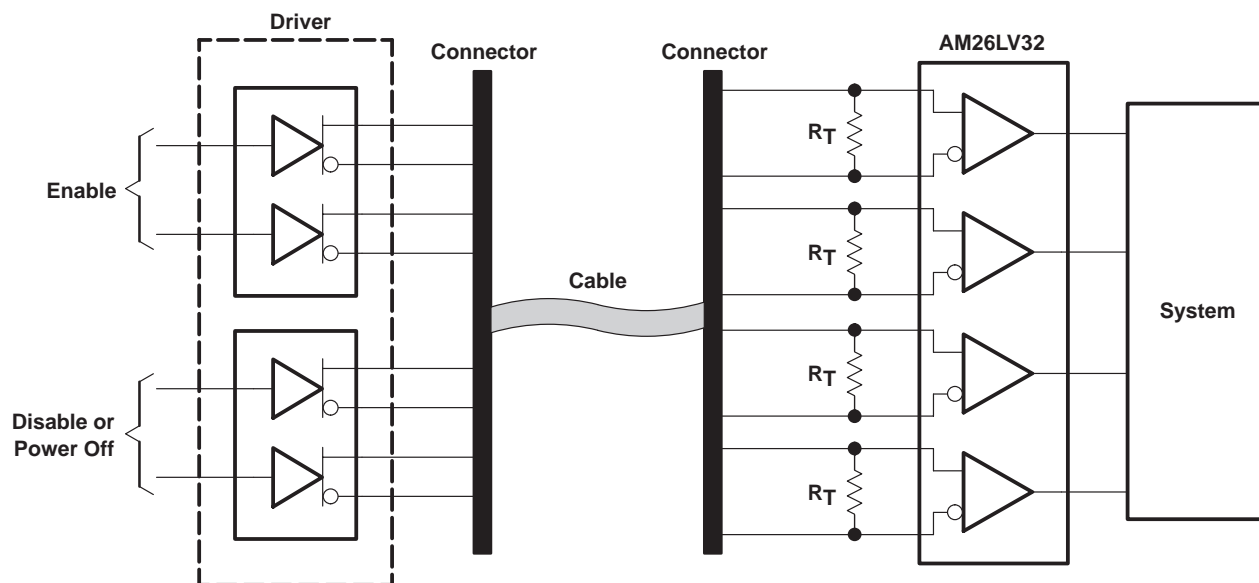 Driver
Connector
Connector
AM26LV32
Enable
Disable or
Power Off
Cable
RT
RT
RT
RT
System